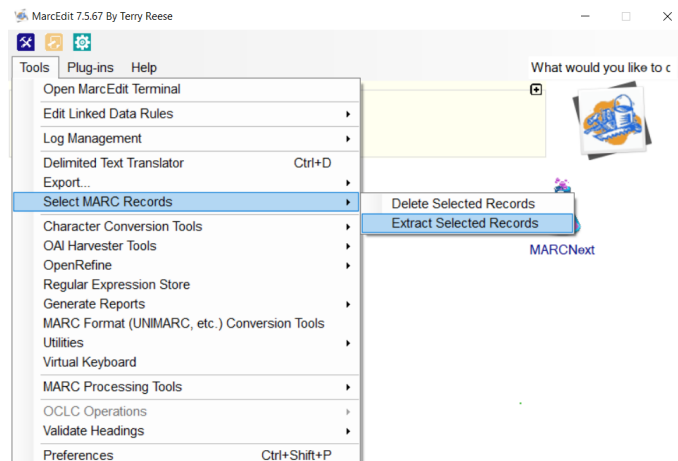 MarcEdit 7.5.67 By Terry Reese
Tools Plug-ins Help What would you like to c
Open MarcEdit Terminal
Edit Linked Data Rules
Log Management
Delimited Text Translator Ctrl+D
Export...
Select MARC Records
Delete Selected Records
Extract Selected Records
Character Conversion Tools
OAI Harvester Tools
MARCNext
OpenRefine
Regular Expression Store
Generate Reports
MARC Format (UNIMARC, etc.) Conversion Tools
Utilities
Virtual Keyboard
MARC Processing Tools
OCLC Operations
Validate Headings
Preferences Ctrl+Shift+P